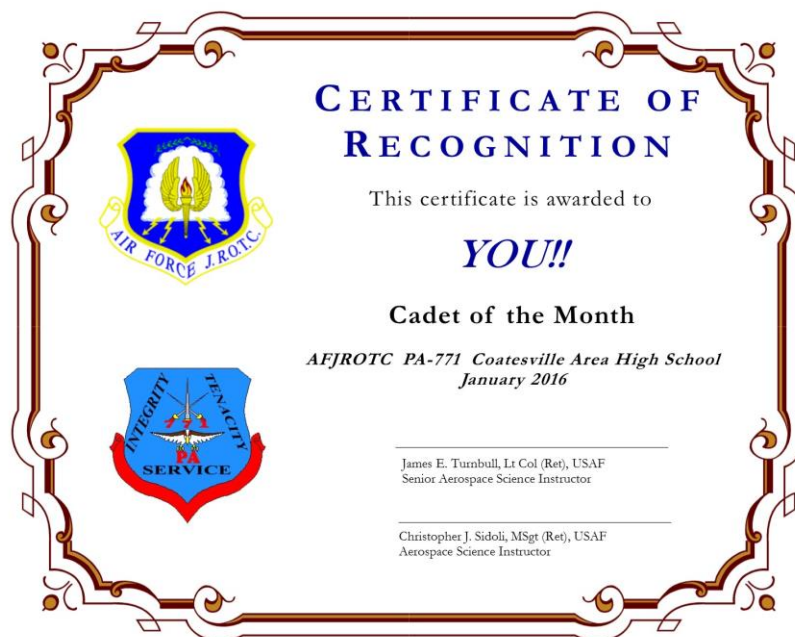 CERTIFICATE OF
RECOGNITION
This certificate is awarded to
YOU!!
Cadet of the Month
AFJROTC PA-771 Coatesville Area High School
January 2016
AIR FORCE J.R.O.T.C.
INTEGRITY
TENACITY
771
PA
SERVICE
James E. Turnbull, Lt Col (Ret), USAF
Senior Aerospace Science Instructor
Christopher J. Sidoli, MSgt (Ret), USAF
Aerospace Science Instructor